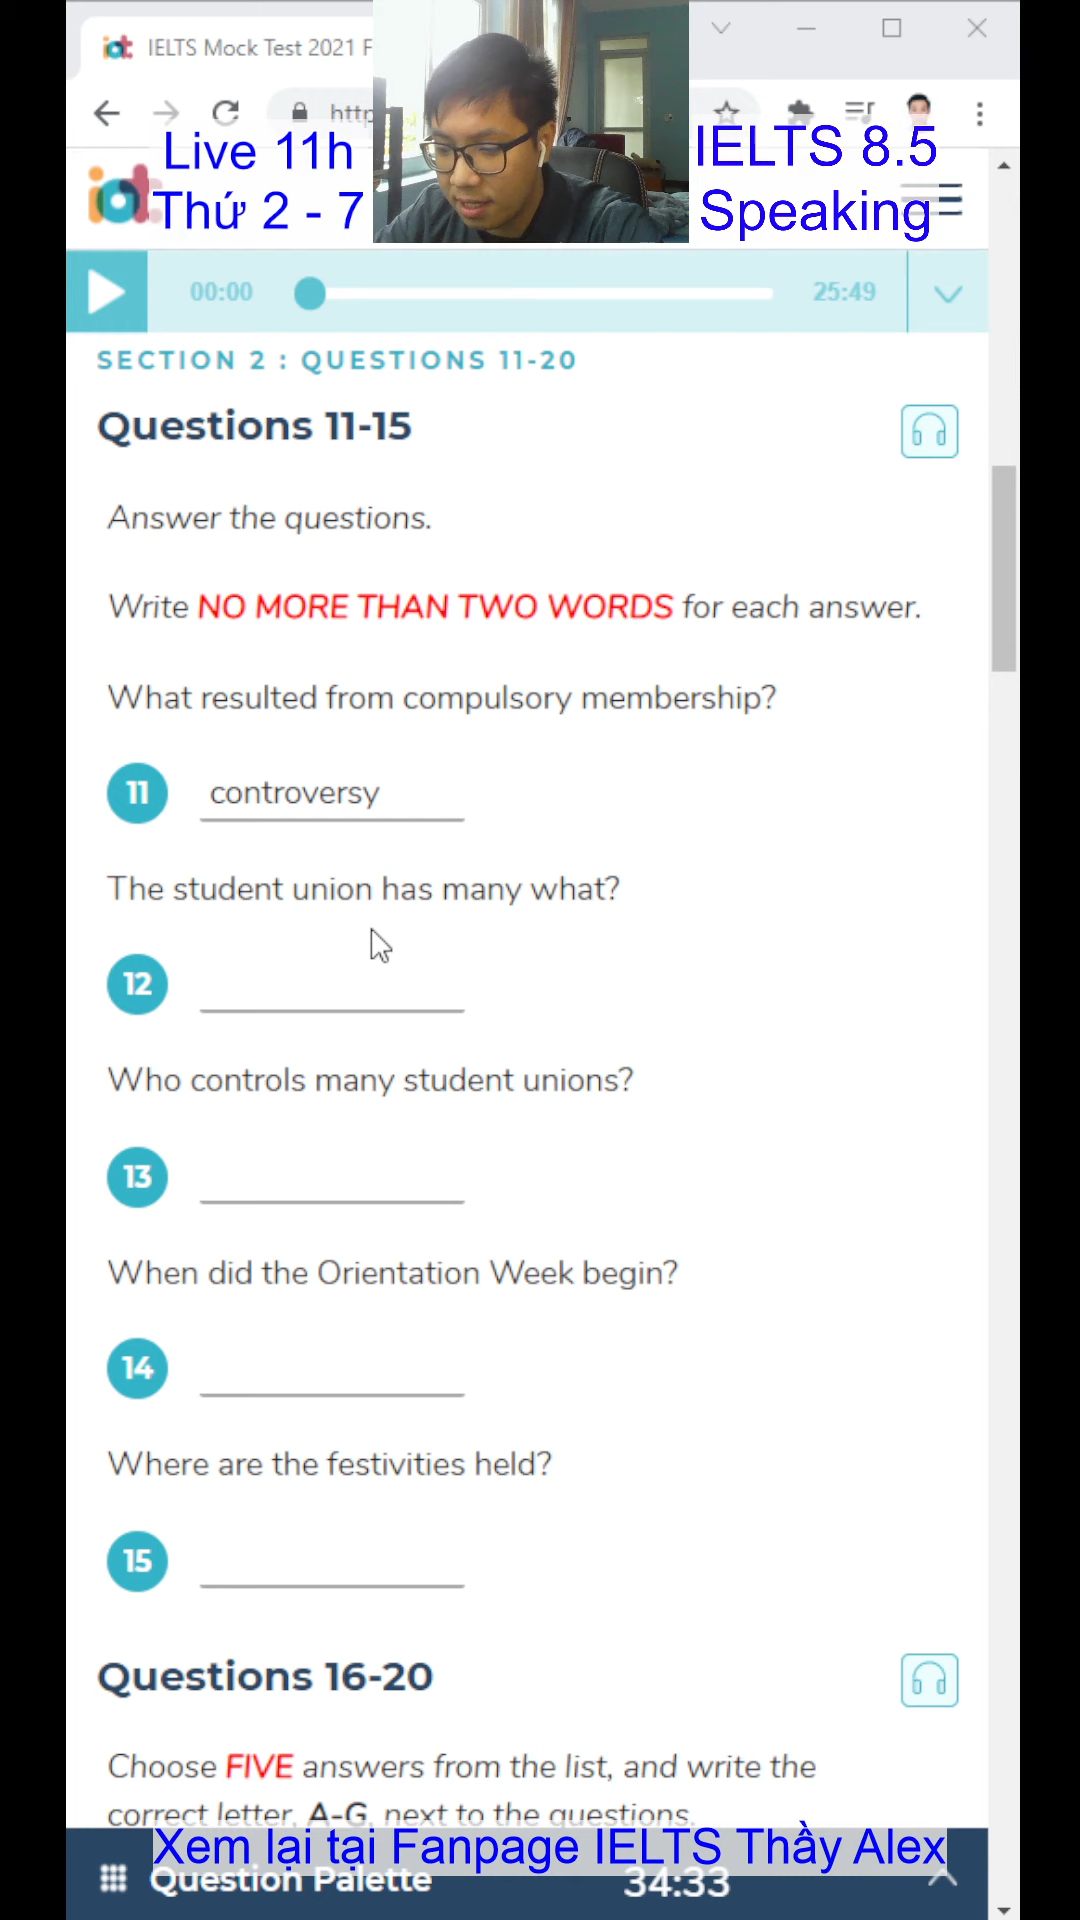 IELTS Mock Test 2021 F
http
Live 11h
Thứ 2 - 7
IELTS 8.5
Speaking
iot
00:00
25:49
SECTION 2 : QUESTIONS 11-20
Questions 11-15
Answer the questions.
Write NO MORE THAN TWO WORDS for each answer.
What resulted from compulsory membership?
11 controversy
The student union has many what?
12
Who controls many student unions?
13
When did the Orientation Week begin?
14
Where are the festivities held?
15
Questions 16-20
Choose FIVE answers from the list, and write the
correct letter, A-G, next to the questions.
Xem lại tại Fanpage IELTS Thầy Alex
Question Palette
34:33